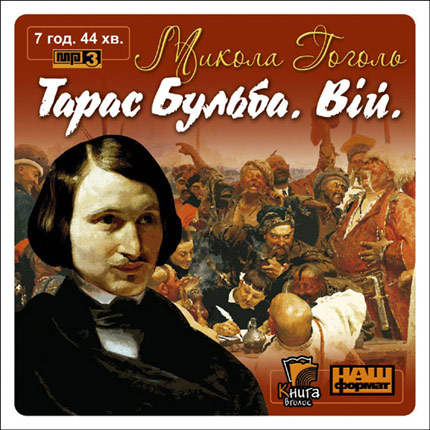 7 год. 44 хв.
MP3
Микола Гоголь
Тарас Бульба. Вій.
Книга
Вголос
НАШ
формат